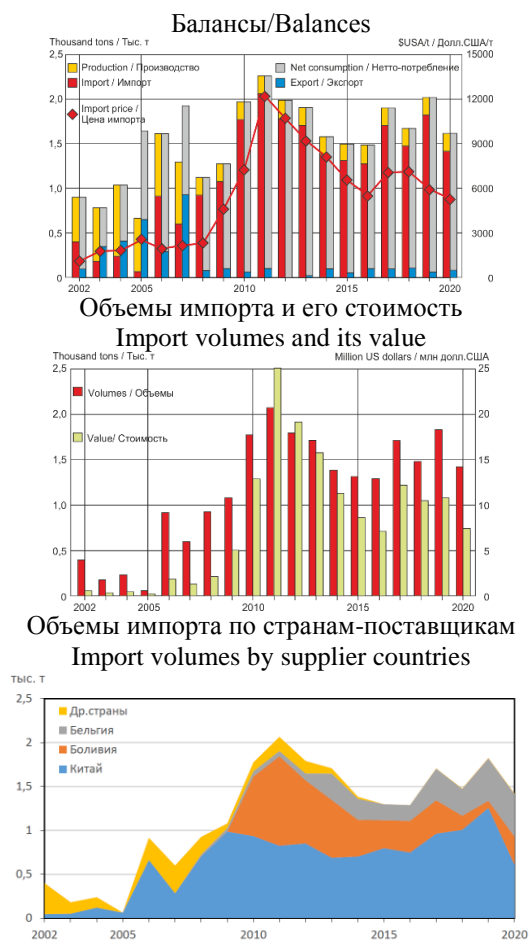 Балансы/Balances
Thousand tons / Тыс. т
$USA/t / Долл.США/т
2,5
2,0
1,5
1,0
0,5
0
15000
12000
9000
6000
3000
0
Production / Производство
Import / Импорт
Import price /
Цена импорта
Net consumption / Нетто-потребление
Export / Экспорт
2002 2005 2010 2015 2020
Объемы импорта и его стоимость
Import volumes and its value
Thousand tons / Тыс. т
Million US dollars / млн долл.США
2,5
2,0
1,5
1,0
0,5
0
25
20
15
10
5
0
Volumes / Объемы
Value/ Стоимость
2002 2005 2010 2015 2020
Объемы импорта по странам-поставщикам
Import volumes by supplier countries
тыс. т
2,5
2
1,5
1
0,5
0
Др.страны
Бельгия
Боливия
Китай
2002 2005 2010 2015 2020